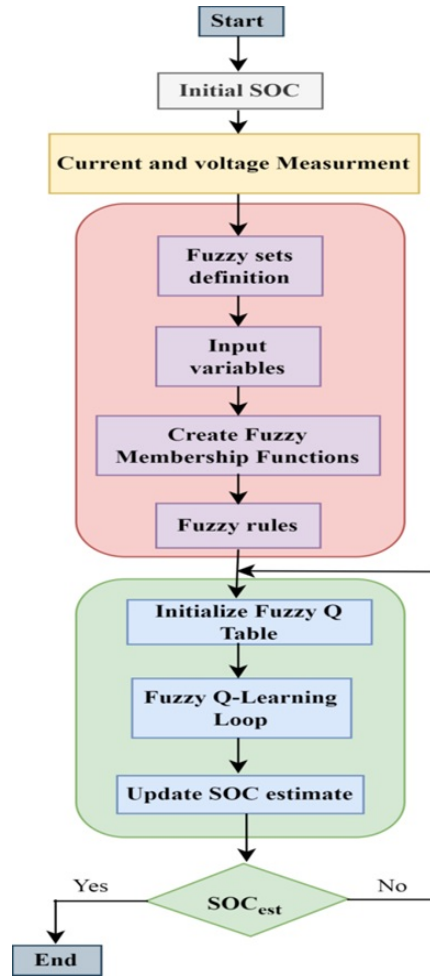 Start
Initial SOC
Current and voltage Measurment
Fuzzy sets
definition
Input
variables
Create Fuzzy
Membership Functions
Fuzzy rules
Initialize Fuzzy Q
Table
Fuzzy Q-Learning
Loop
Update SOC estimate
Yes
SOCest
No
End